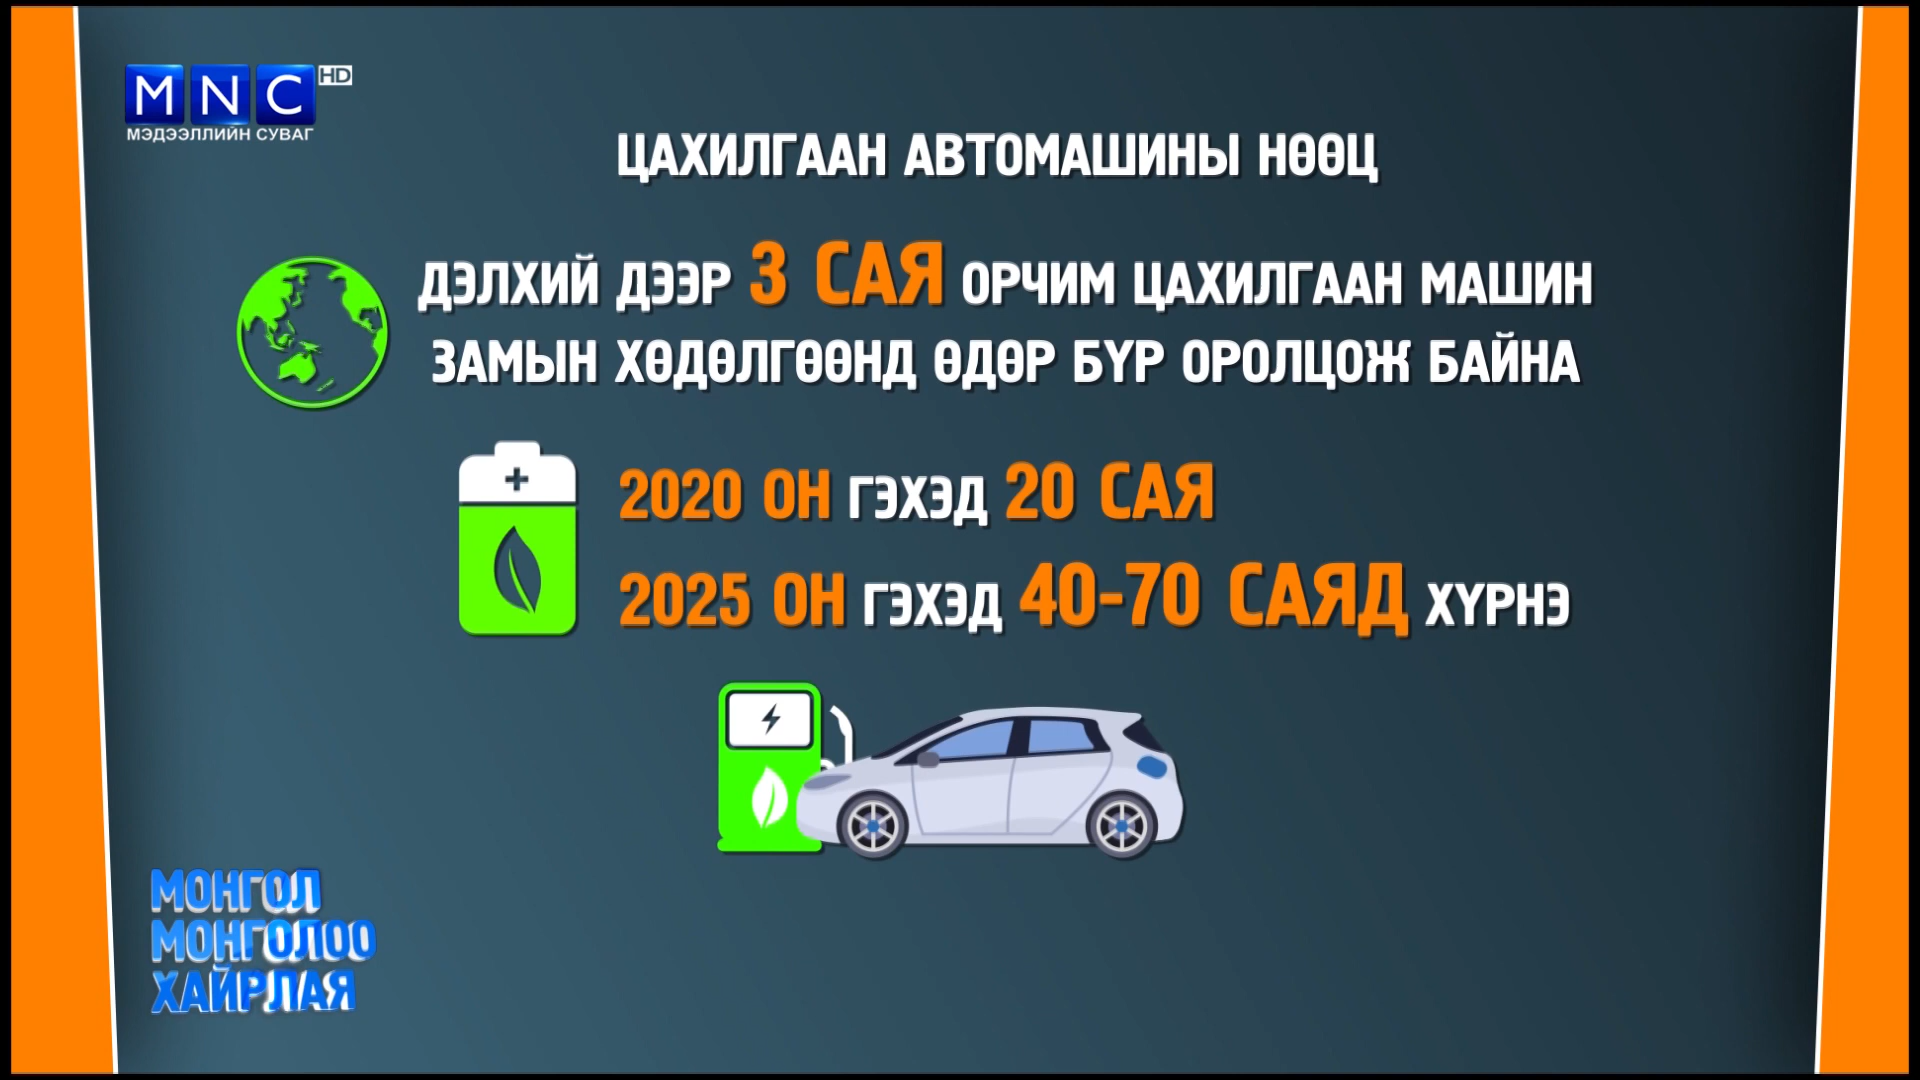 MNC HD
МЭДЭЭЛЛИЙН СУВАГ
ЦАХИЛГААН АВТОМАШИНЫ НӨӨЦ
ДЭЛХИЙ ДЭЭР 3 САЯ ОРЧИМ ЦАХИЛГААН МАШИН
ЗАМЫН ХӨДӨЛГӨӨНД ӨДӨР БҮР ОРОЛЦОЖ БАЙНА
2020 ОН ГЭХЭД 20 САЯ
2025 ОН ГЭХЭД 40-70 САЯД ХҮРНЭ
МОНГОЛ
МОНГОЛОО
ХАЙРЛАЯ